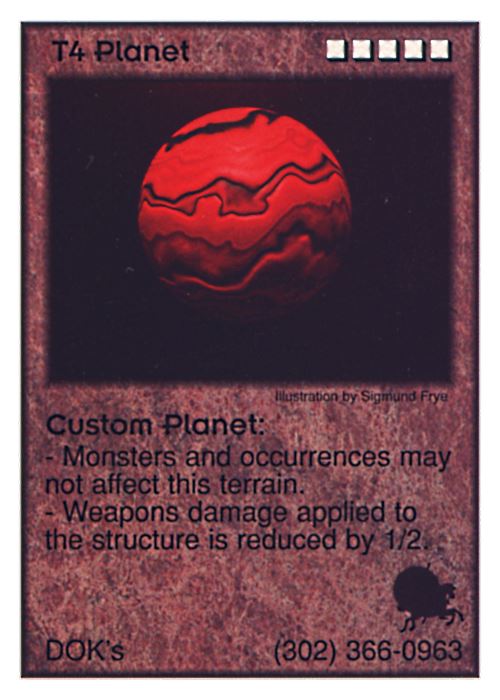 T4 Planet
Illustration by Sigmund Frye
Custom Planet:
- Monsters and occurrences may
not affect this terrain.
- Weapons damage applied to
the structure is reduced by 1/2.
DOK's (302) 366-0963